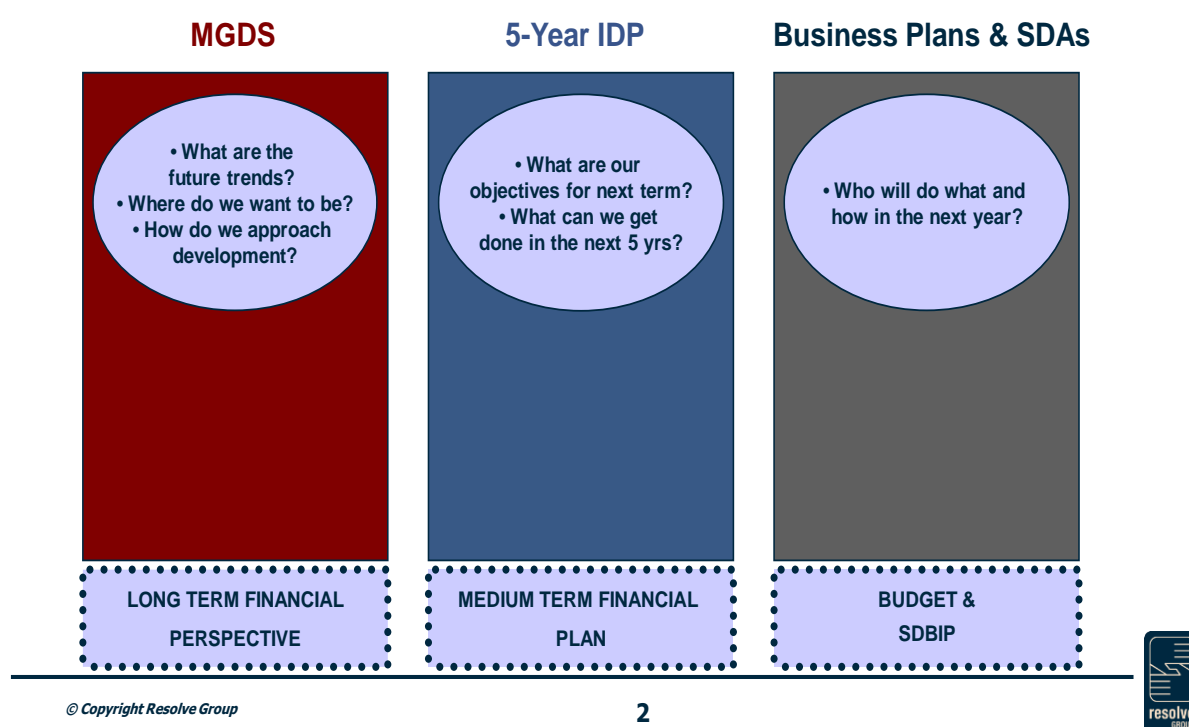 MGDS
5-Year IDP
Business Plans & SDAs
• What are the
future trends?
• Where do we want to be?
• How do we approach
development?
• What are our
objectives for next term?
• What can we get
done in the next 5 yrs?
• Who will do what and
how in the next year?
LONG TERM FINANCIAL
PERSPECTIVE
MEDIUM TERM FINANCIAL
PLAN
BUDGET &
SDBIP
© Copyright Resolve Group
2
resolve
GROUP